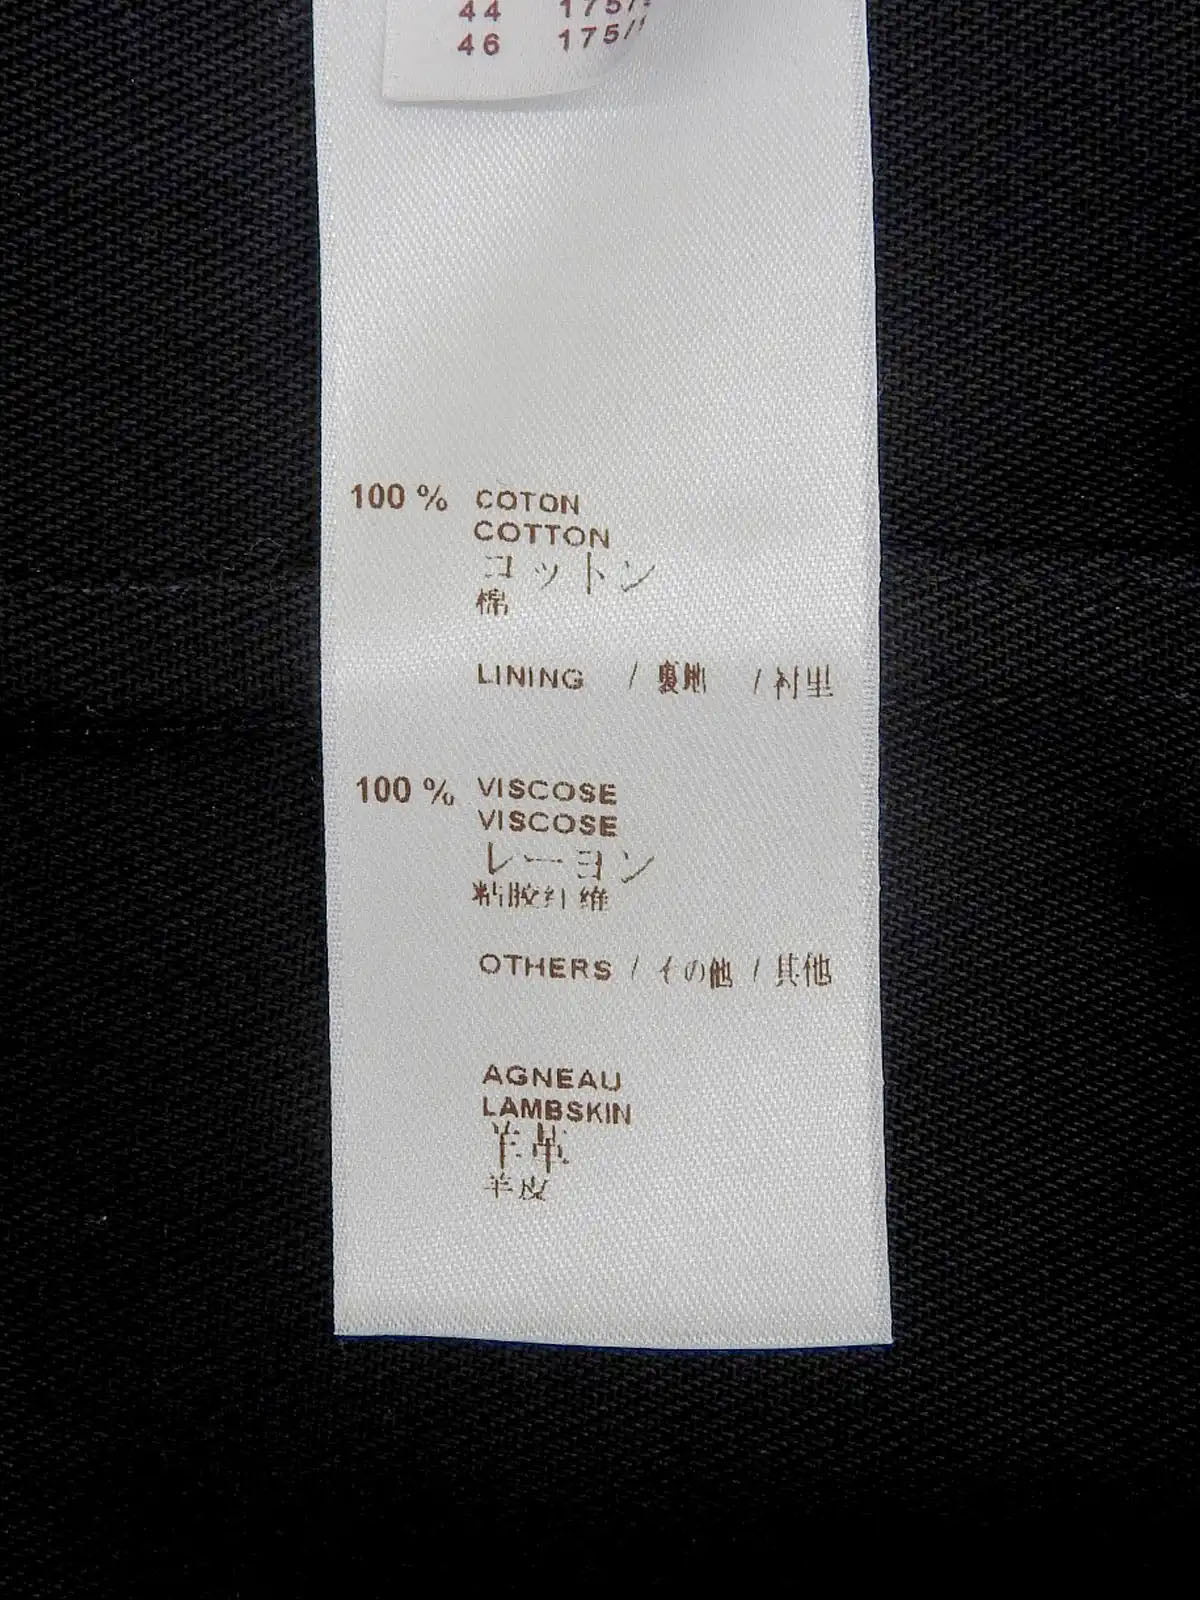 44 175/
46 175/
100 % COTON
COTTON
コットン
棉
LINING / 裏地 / 衬里
100 % VISCOSE
VISCOSE
レーヨン
粘胶纤维
OTHERS / その他 / 其他
AGNEAU
LAMBSKIN
羊革
羊皮